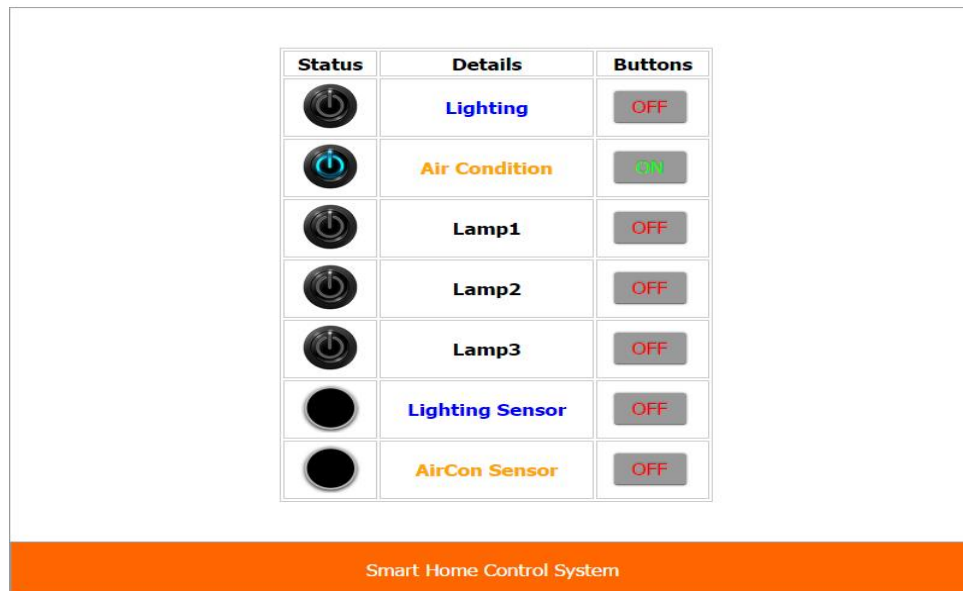 Status Details Buttons
Lighting OFF
Air Condition ON
Lamp1 OFF
Lamp2 OFF
Lamp3 OFF
Lighting Sensor OFF
AirCon Sensor OFF
Smart Home Control System